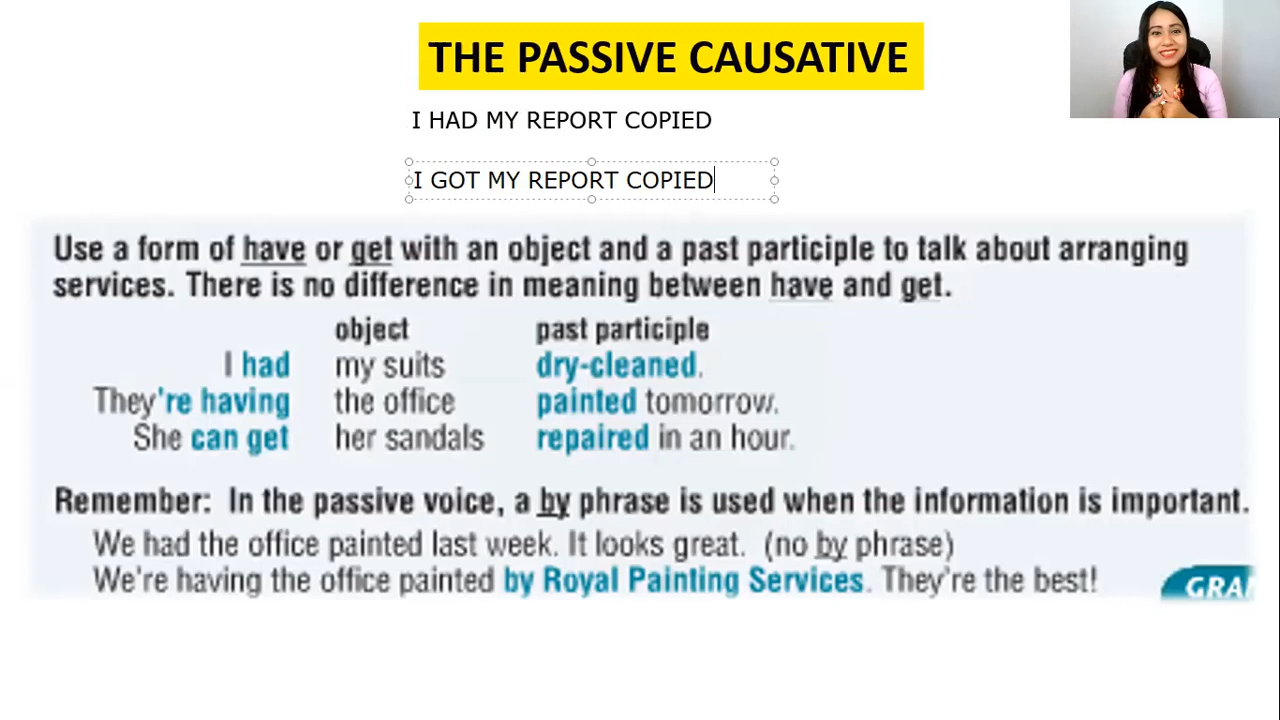 THE PASSIVE CAUSATIVE
I HAD MY REPORT COPIED
I GOT MY REPORT COPIED
Use a form of have or get with an object and a past participle to talk about arranging
services. There is no difference in meaning between have and get.
object past participle
I had my suits dry-cleaned.
They're having the office painted tomorrow.
She can get her sandals repaired in an hour.
Remember: In the passive voice, a by phrase is used when the information is important.
We had the office painted last week. It looks great. (no by phrase)
We're having the office painted by Royal Painting Services. They're the best!